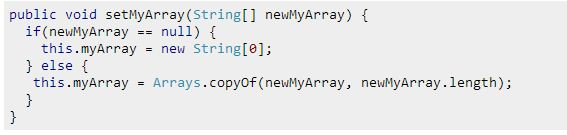 public void setMyArray(String[] newMyArray) {
  if(newMyArray == null) {
    this.myArray = new String[0];
  } else {
   this.myArray = Arrays.copyOf(newMyArray, newMyArray.length);
  }
}